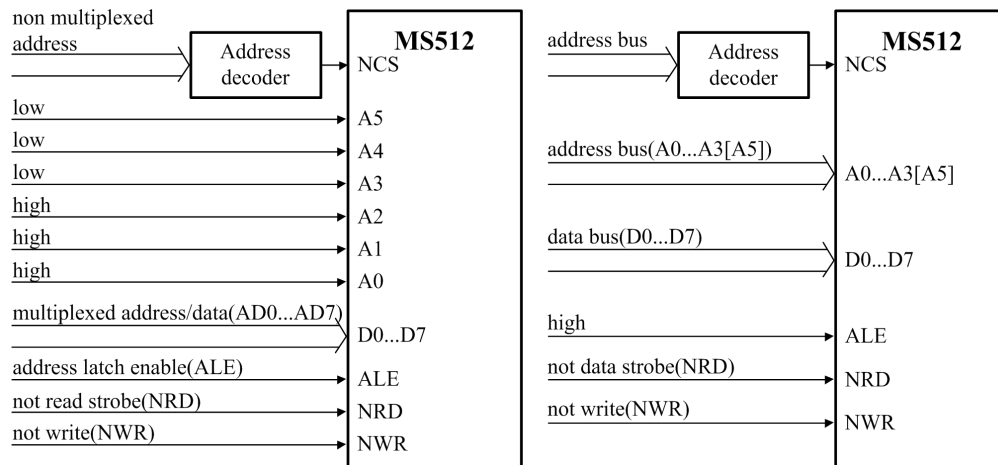 non multiplexed
address
Address
decoder
MS512
NCS
low
A5
low
A4
low
A3
high
A2
high
A1
high
A0
multiplexed address/data(AD0...AD7)
D0...D7
address latch enable(ALE)
ALE
not read strobe(NRD)
NRD
not write(NWR)
NWR
address bus
Address
decoder
MS512
NCS
address bus(A0...A3[A5])
A0...A3[A5]
data bus(D0...D7)
D0...D7
high
ALE
not data strobe(NRD)
NRD
not write(NWR)
NWR